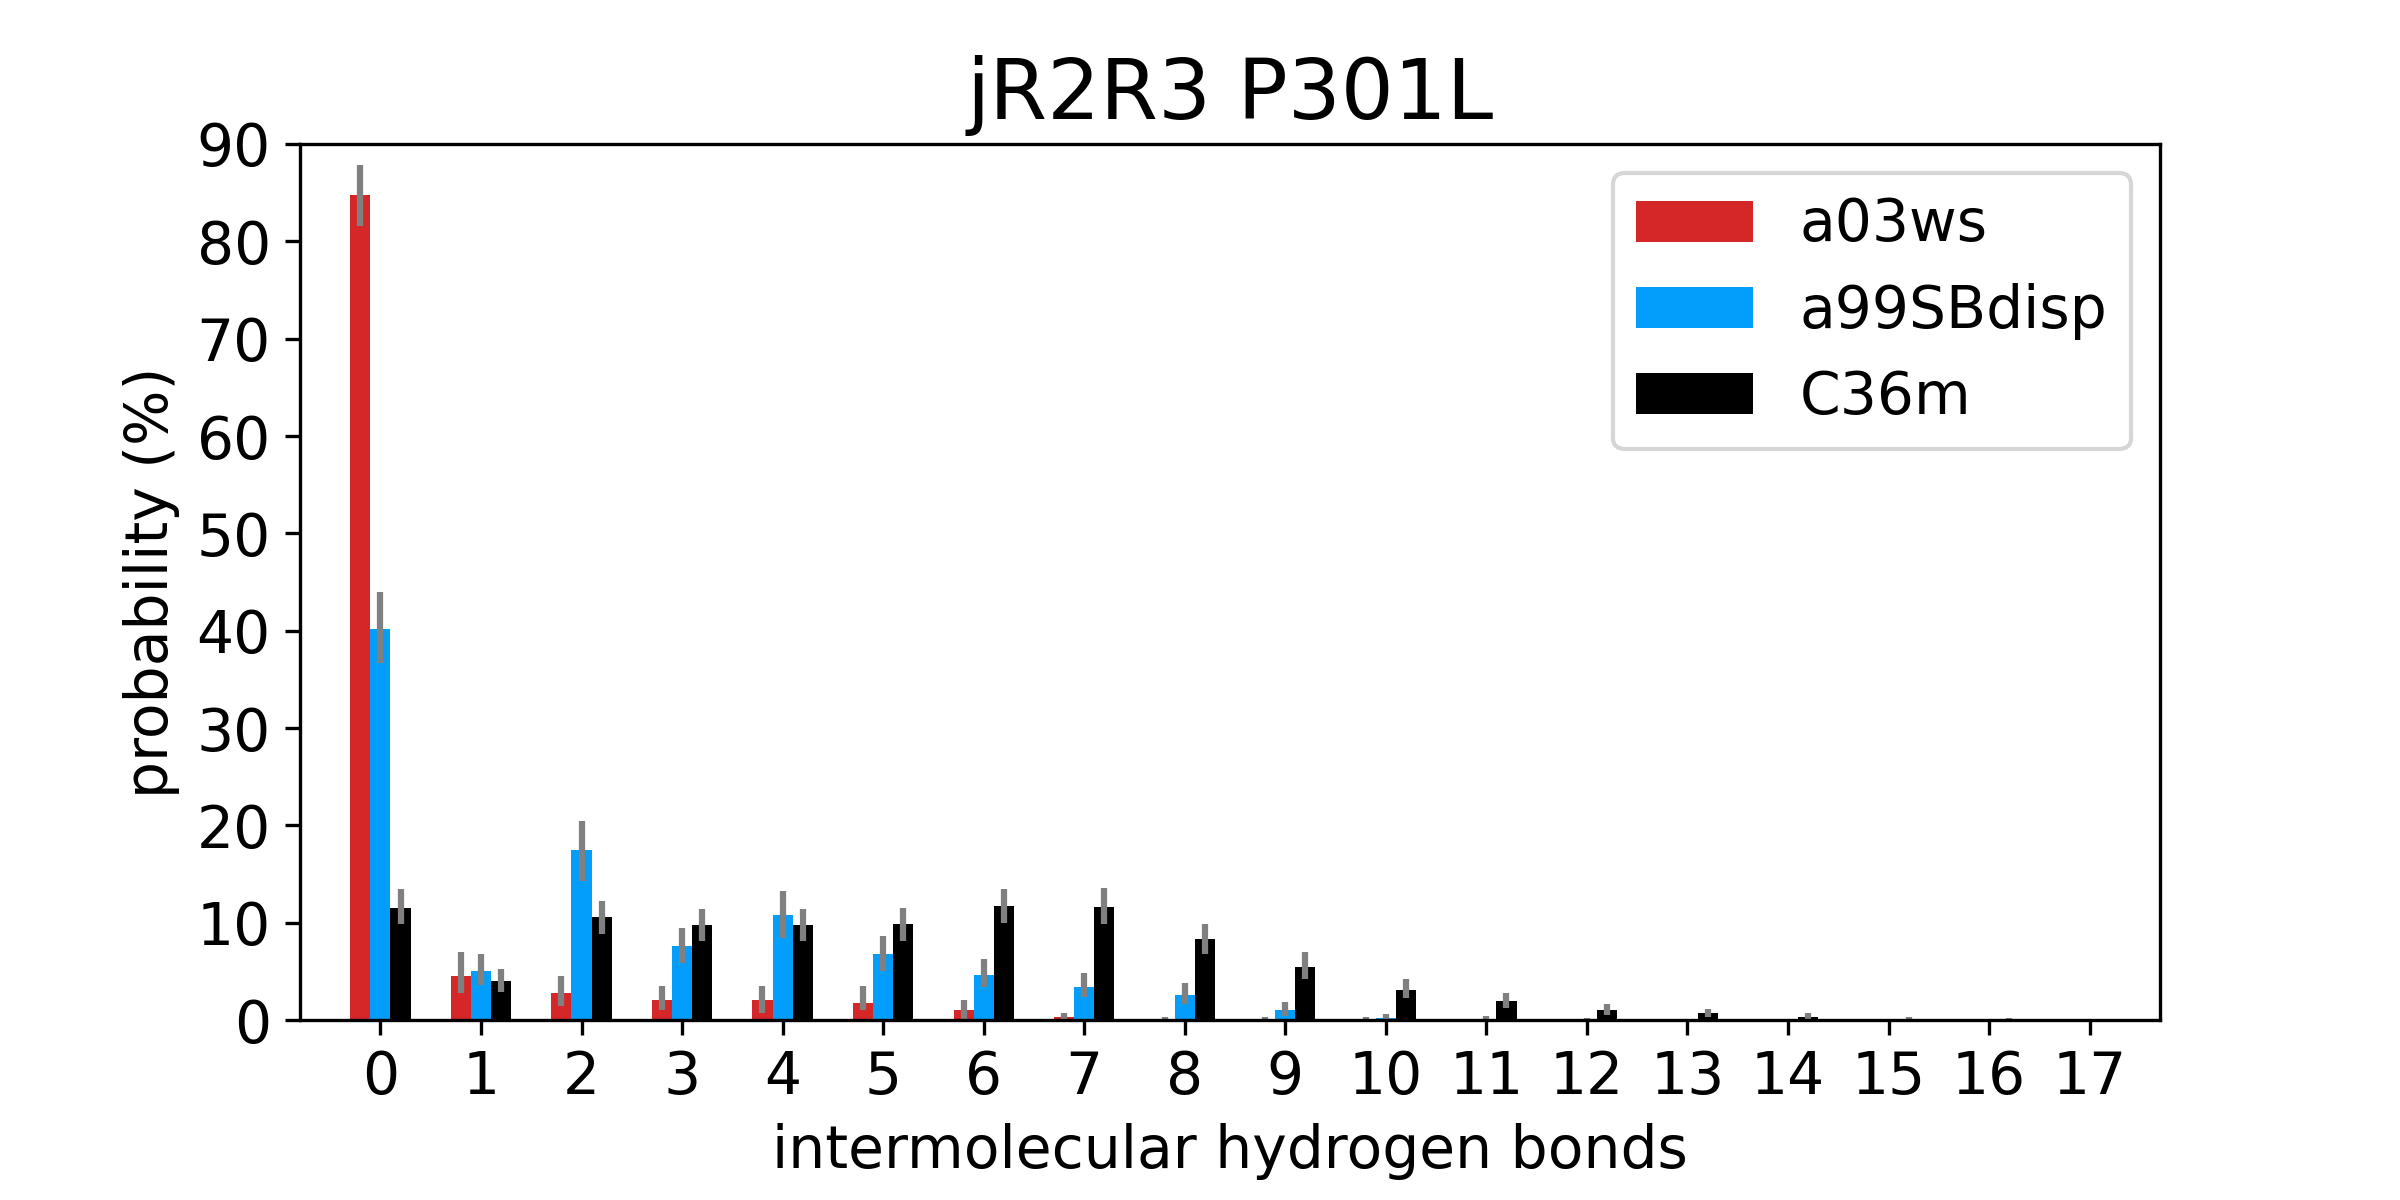 jR2R3 P301L
90
80
70
60
50
40
30
20
10
0
probability (%)
a03ws
a99SBdisp
C36m
0 1 2 3 4 5 6 7 8 9 10 11 12 13 14 15 16 17
intermolecular hydrogen bonds